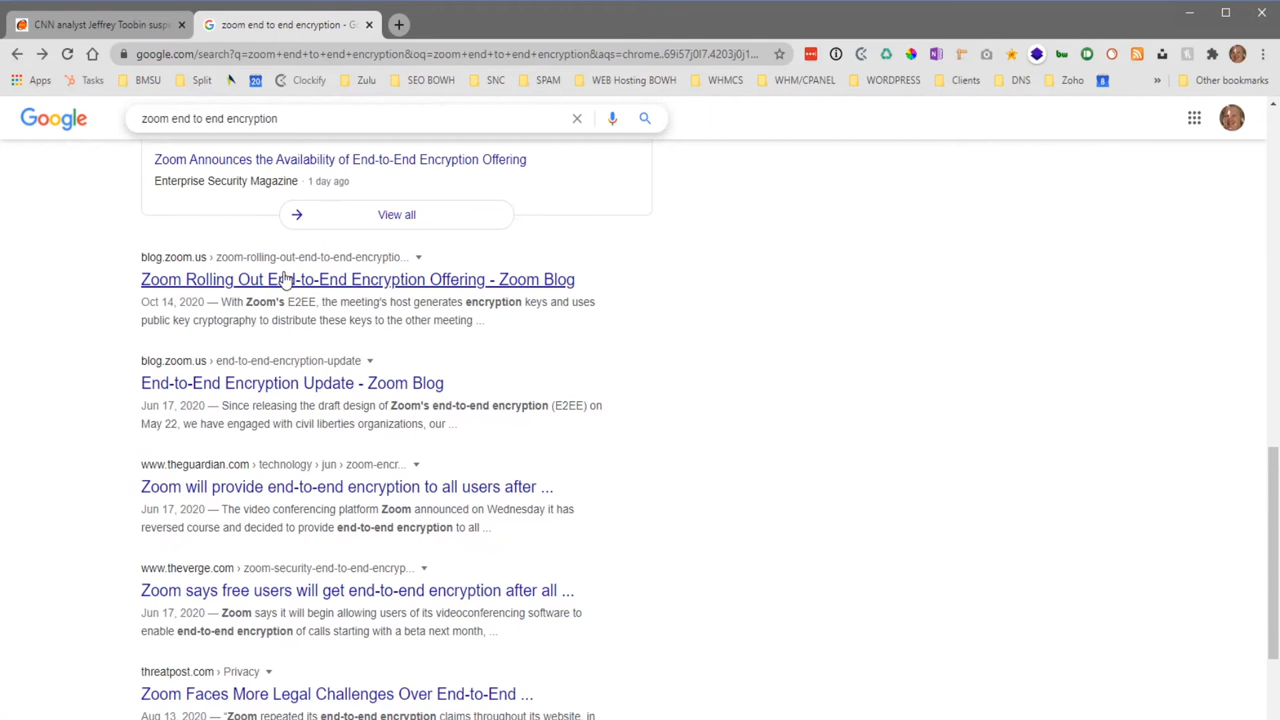 CNN analyst Jeffrey Toobin susp
zoom end to end encryption - G
google.com/search?q=zoom+end+to+end+encryption&oq=zoom+end+to+end+encryption&aqs=chrome..69i57j0l7.4203j0j1...
Apps Tasks BMSU Split 20 Clockify Zulu SEO BOWH SNC SPAM WEB Hosting BOWH WHMCS WHM/CPANEL WORDPRESS Clients DNS Zoho B » Other bookmarks
Google
zoom end to end encryption
Zoom Announces the Availability of End-to-End Encryption Offering
Enterprise Security Magazine · 1 day ago
View all
blog.zoom.us › zoom-rolling-out-end-to-end-encryptio...
Zoom Rolling Out End-to-End Encryption Offering - Zoom Blog
Oct 14, 2020 — With Zoom's E2EE, the meeting's host generates encryption keys and uses
public key cryptography to distribute these keys to the other meeting ...
blog.zoom.us › end-to-end-encryption-update
End-to-End Encryption Update - Zoom Blog
Jun 17, 2020 — Since releasing the draft design of Zoom's end-to-end encryption (E2EE) on
May 22, we have engaged with civil liberties organizations, our ...
www.theguardian.com › technology › jun › zoom-encr...
Zoom will provide end-to-end encryption to all users after ...
Jun 17, 2020 — The video conferencing platform Zoom announced on Wednesday it has
reversed course and decided to provide end-to-end encryption to all ...
www.theverge.com › zoom-security-end-to-end-encryp...
Zoom says free users will get end-to-end encryption after all ...
Jun 17, 2020 — Zoom says it will begin allowing users of its videoconferencing software to
enable end-to-end encryption of calls starting with a beta next month, ...
threatpost.com › Privacy
Zoom Faces More Legal Challenges Over End-to-End ...
Aug 13, 2020 — "Zoom repeated its end-to-end encryption claims throughout its website, in